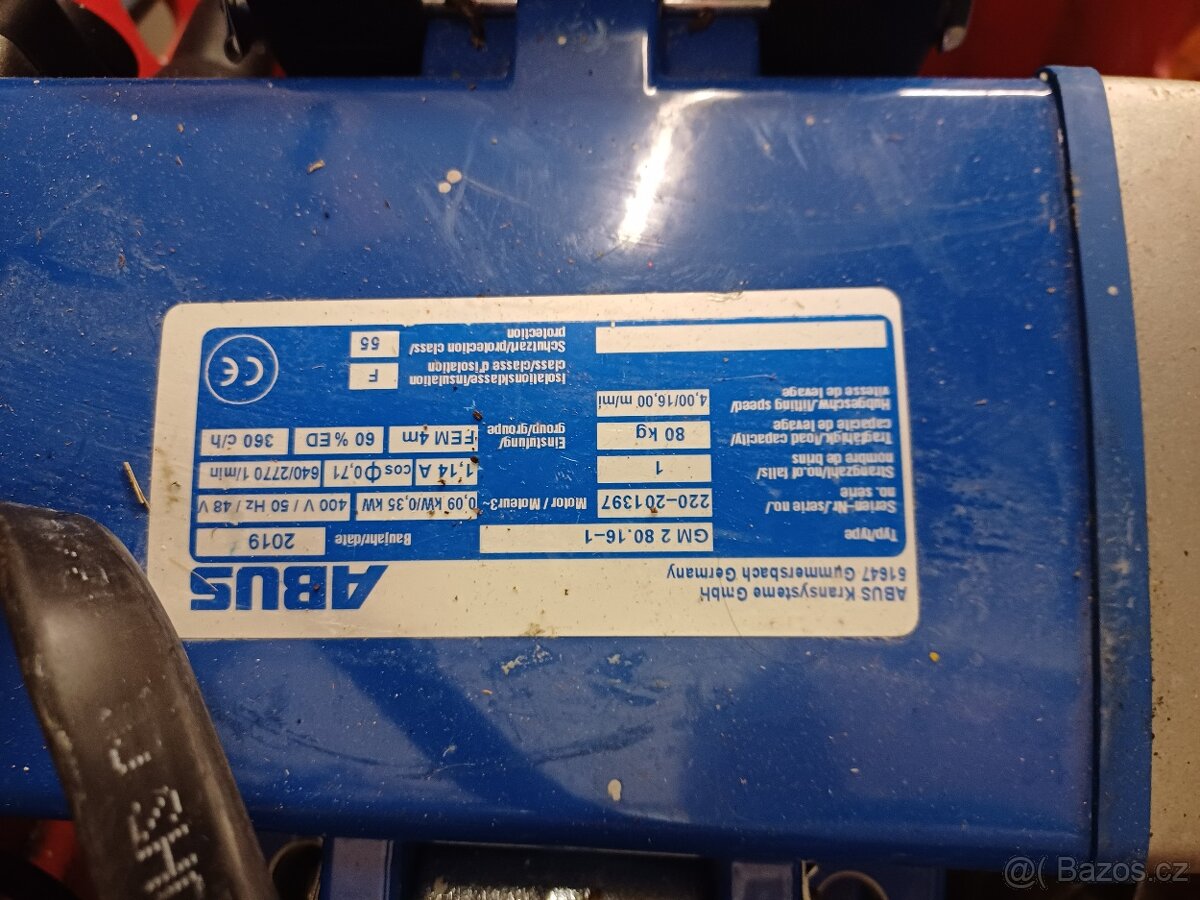 ABUS Kransysteme GmbH
51647 Gummersbach Germany
ABUS
Typ/type
GM 2 80.16-1
Baujahr/date
2019
Serien-Nr./serie no./
no. serie
220-201397
Motor / Moteur3~
0,09 kW/0,35 kW
400 V / 50 Hz / 48 V
Strangzahl/no.of falls/
nombre de brins
1
1,14 A
cosΦ0,71
640/2770 1/min
Tragfähigk./load capacity/
capacite de levage
80 kg
Einstufung/
group/groupe
FEM 4m
60 %ED
360 c/h
Hubgeschw./lifting speed/
vitesse de levage
4,00/16,00 m/mi
Isolationsklasse/insulation
class/classe d'isolation
F
Schutzart/protection class/
protection
55
CE
@( Bazos.cz